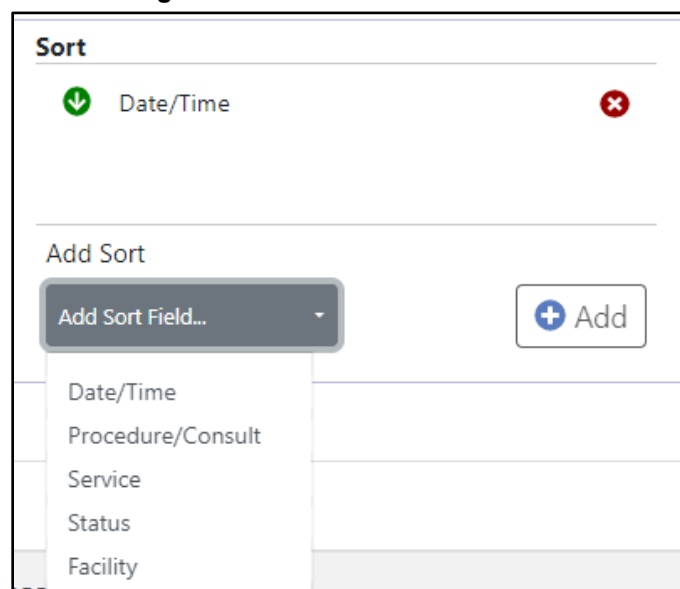 Sort
Date/Time
Add Sort
Add Sort Field...
Add
Date/Time
Procedure/Consult
Service
Status
Facility